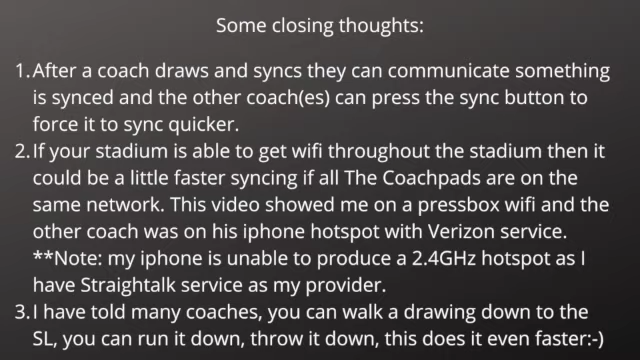 Some closing thoughts:
1. After a coach draws and syncs they can communicate something
is synced and the other coach(es) can press the sync button to
force it to sync quicker.
2. If your stadium is able to get wifi throughout the stadium then it
could be a little faster syncing if all The Coachpads are on the
same network. This video showed me on a pressbox wifi and the
other coach was on his iphone hotspot with Verizon service.
**Note: my iphone is unable to produce a 2.4GHz hotspot as I
have Straightalk service as my provider.
3. I have told many coaches, you can walk a drawing down to the
SL, you can run it down, throw it down, this does it even faster:-)